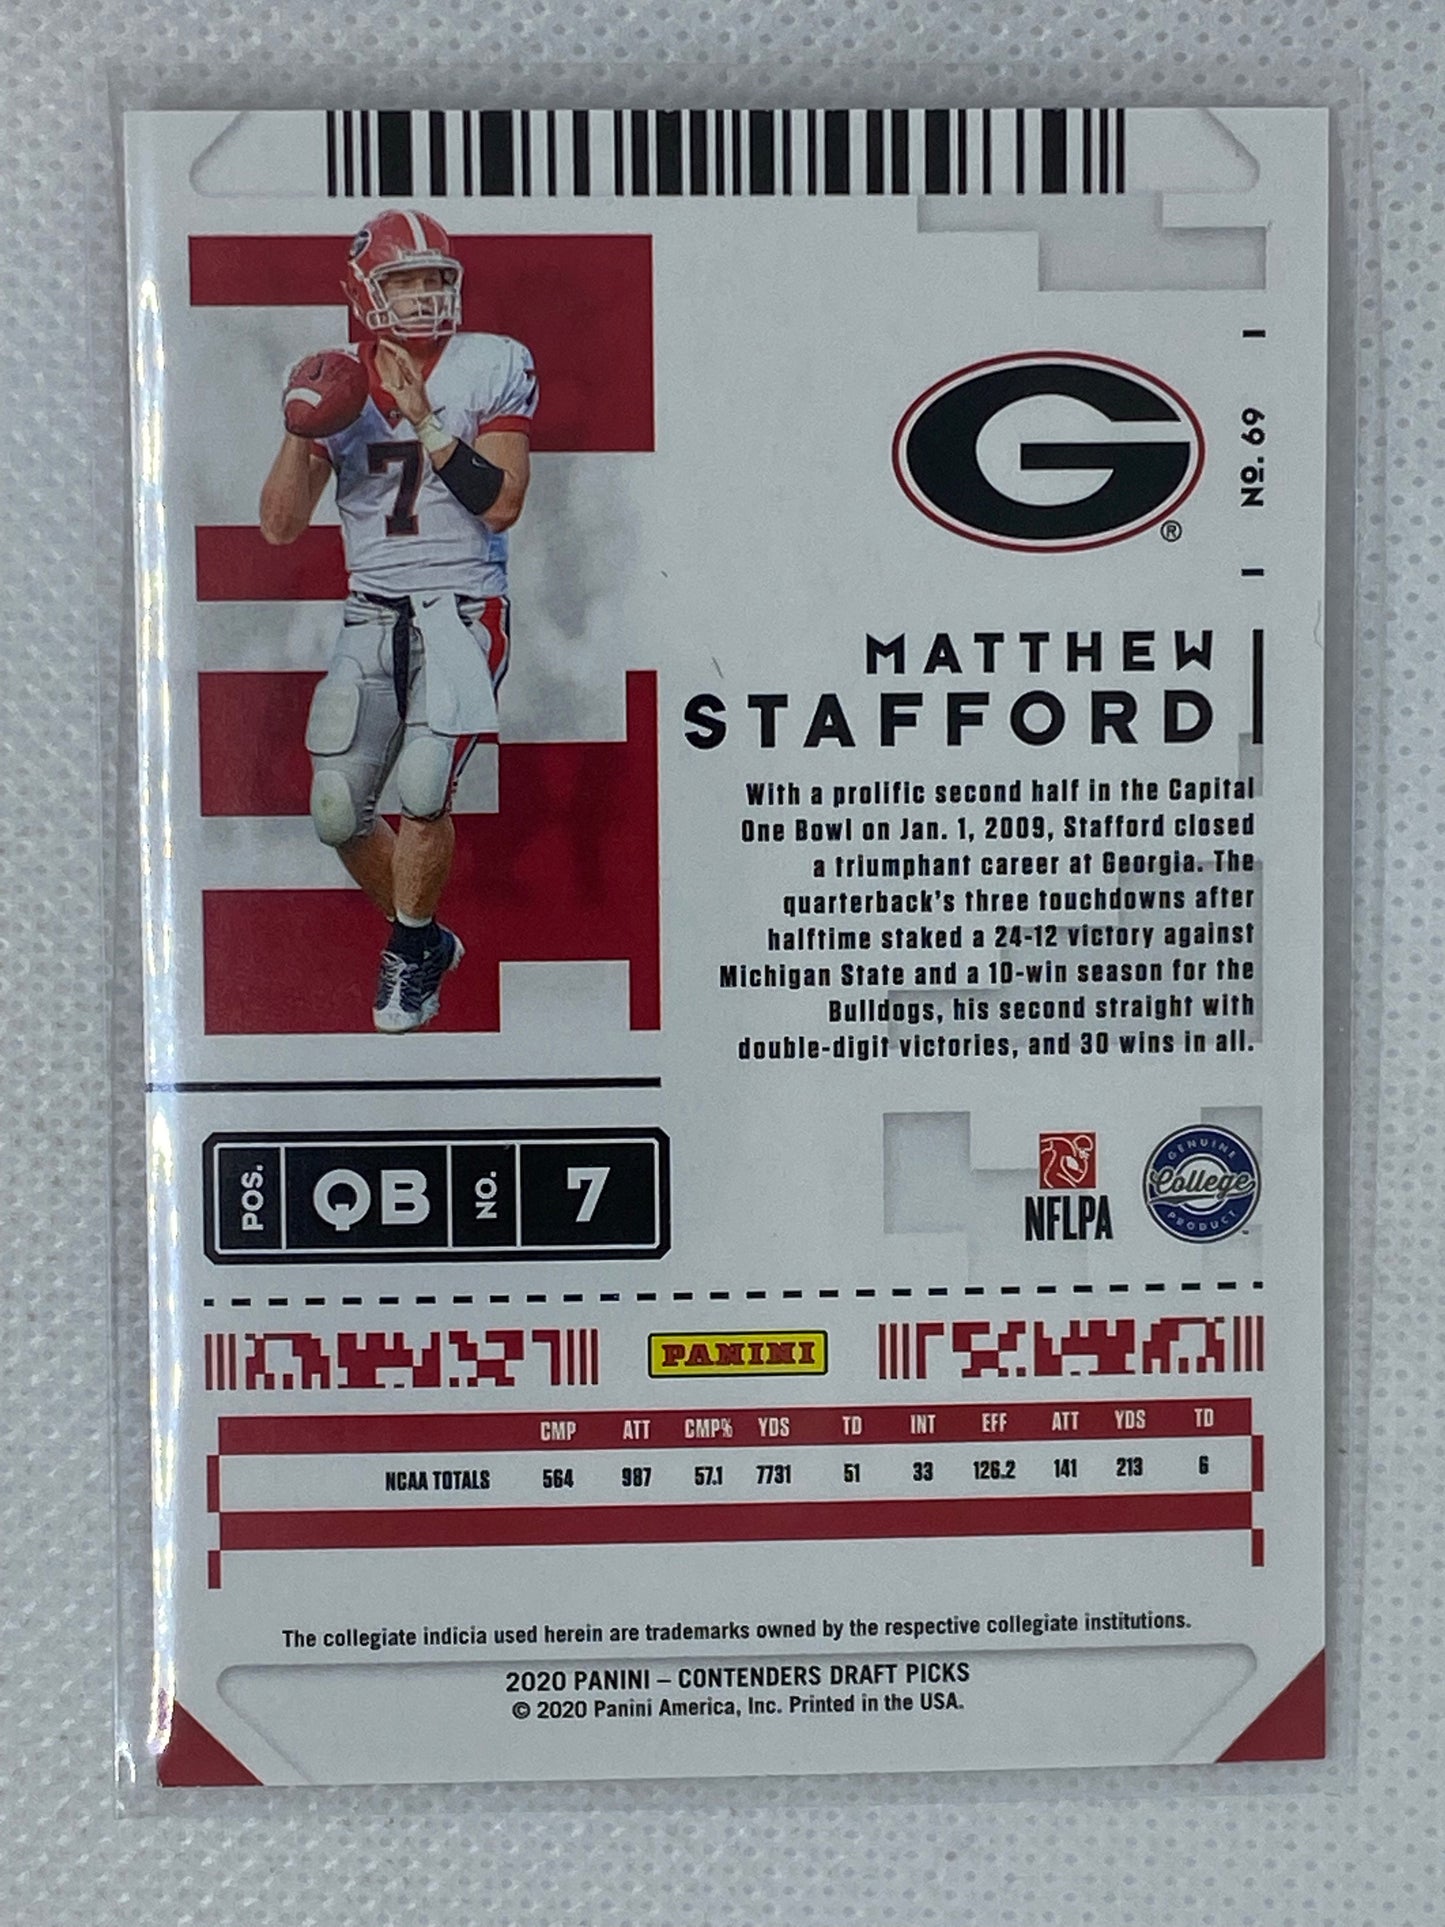 7
7
G
®
No. 69
MATTHEW
STAFFORD
With a prolific second half in the Capital
One Bowl on Jan. 1, 2009, Stafford closed
a triumphant career at Georgia. The
quarterback's three touchdowns after
halftime staked a 24-12 victory against
Michigan State and a 10-win season for the
Bulldogs, his second straight with
double-digit victories, and 30 wins in all.
POS. QB NO. 7
NFLPA
GENUINE
College
PRODUCT
™
PANINI
CMP ATT CMP% YDS TD INT EFF ATT YDS TD
NCAA TOTALS 564 987 57.1 7731 51 33 126.2 141 213 6
The collegiate indicia used herein are trademarks owned by the respective collegiate institutions.
2020 PANINI – CONTENDERS DRAFT PICKS
© 2020 Panini America, Inc. Printed in the USA.